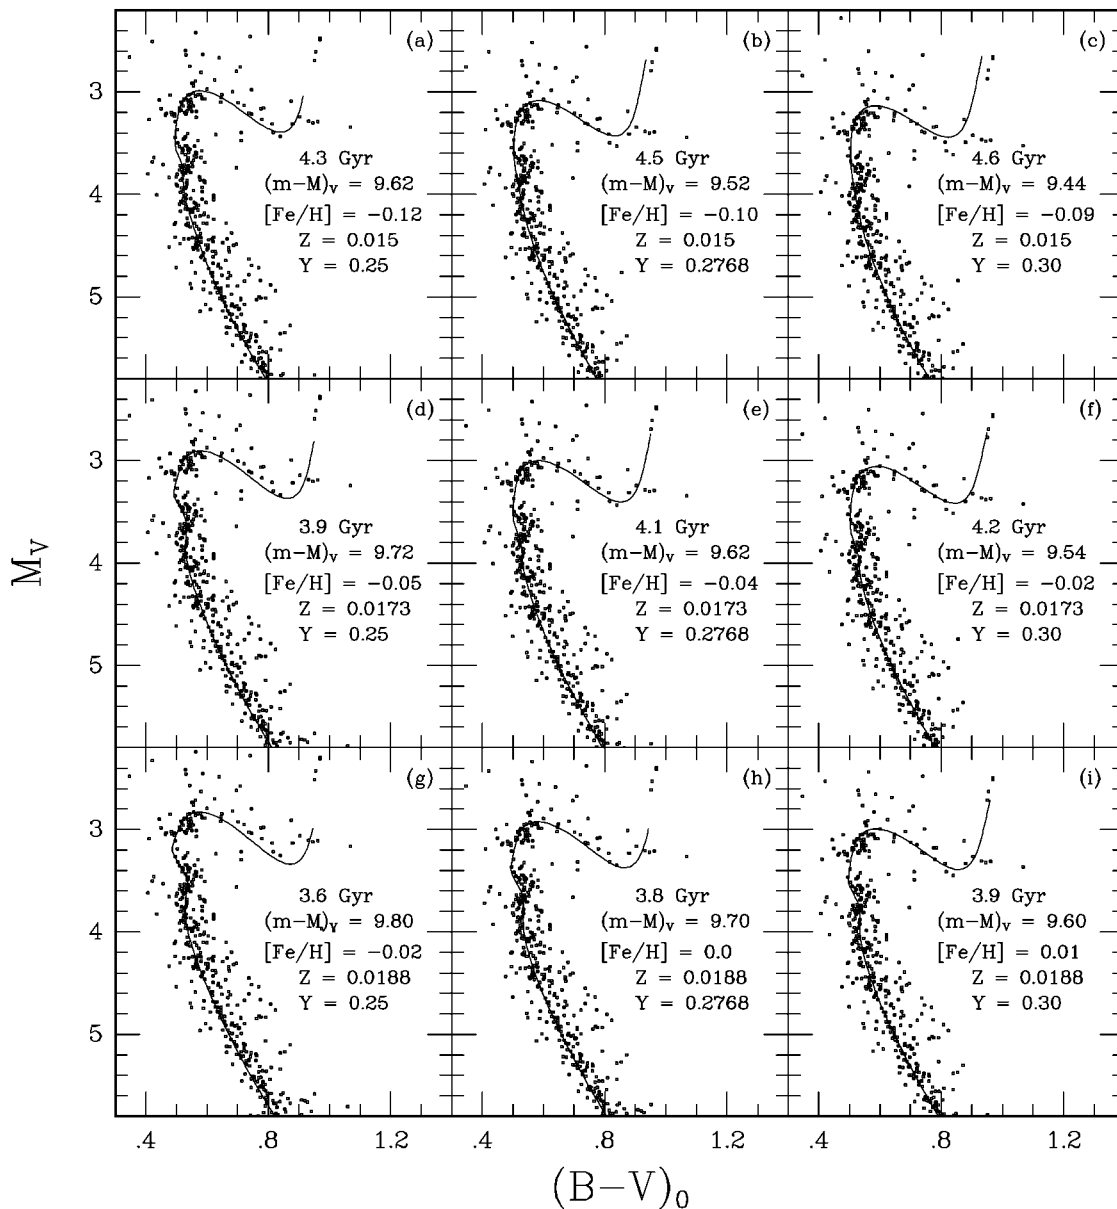 (a)
4.3 Gyr
(m−M)V = 9.62
[Fe/H] = −0.12
Z = 0.015
Y = 0.25
(b)
4.5 Gyr
(m−M)V = 9.52
[Fe/H] = −0.10
Z = 0.015
Y = 0.2768
(c)
4.6 Gyr
(m−M)V = 9.44
[Fe/H] = −0.09
Z = 0.015
Y = 0.30
3
4
5
(d)
3.9 Gyr
(m−M)V = 9.72
[Fe/H] = −0.05
Z = 0.0173
Y = 0.25
(e)
4.1 Gyr
(m−M)V = 9.62
[Fe/H] = −0.04
Z = 0.0173
Y = 0.2768
(f)
4.2 Gyr
(m−M)V = 9.54
[Fe/H] = −0.02
Z = 0.0173
Y = 0.30
3
4
5
MV
(g)
3.6 Gyr
(m−M)V = 9.80
[Fe/H] = −0.02
Z = 0.0188
Y = 0.25
(h)
3.8 Gyr
(m−M)V = 9.70
[Fe/H] = 0.0
Z = 0.0188
Y = 0.2768
(i)
3.9 Gyr
(m−M)V = 9.60
[Fe/H] = 0.01
Z = 0.0188
Y = 0.30
3
4
5
.4 .8 1.2 .4 .8 1.2 .4 .8 1.2
(B−V)0